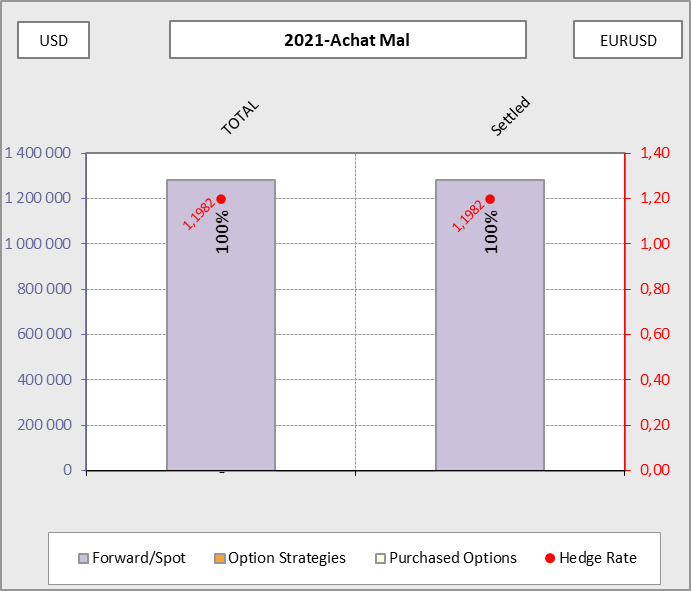 USD
2021-Achat Mal
EURUSD
TOTAL
Settled
1 400 000
1 200 000
1 000 000
800 000
600 000
400 000
200 000
0
1,1982
100%
-
1,1982
100%
1,40
1,20
1,00
0,80
0,60
0,40
0,20
0,00
Forward/Spot Option Strategies Purchased Options Hedge Rate